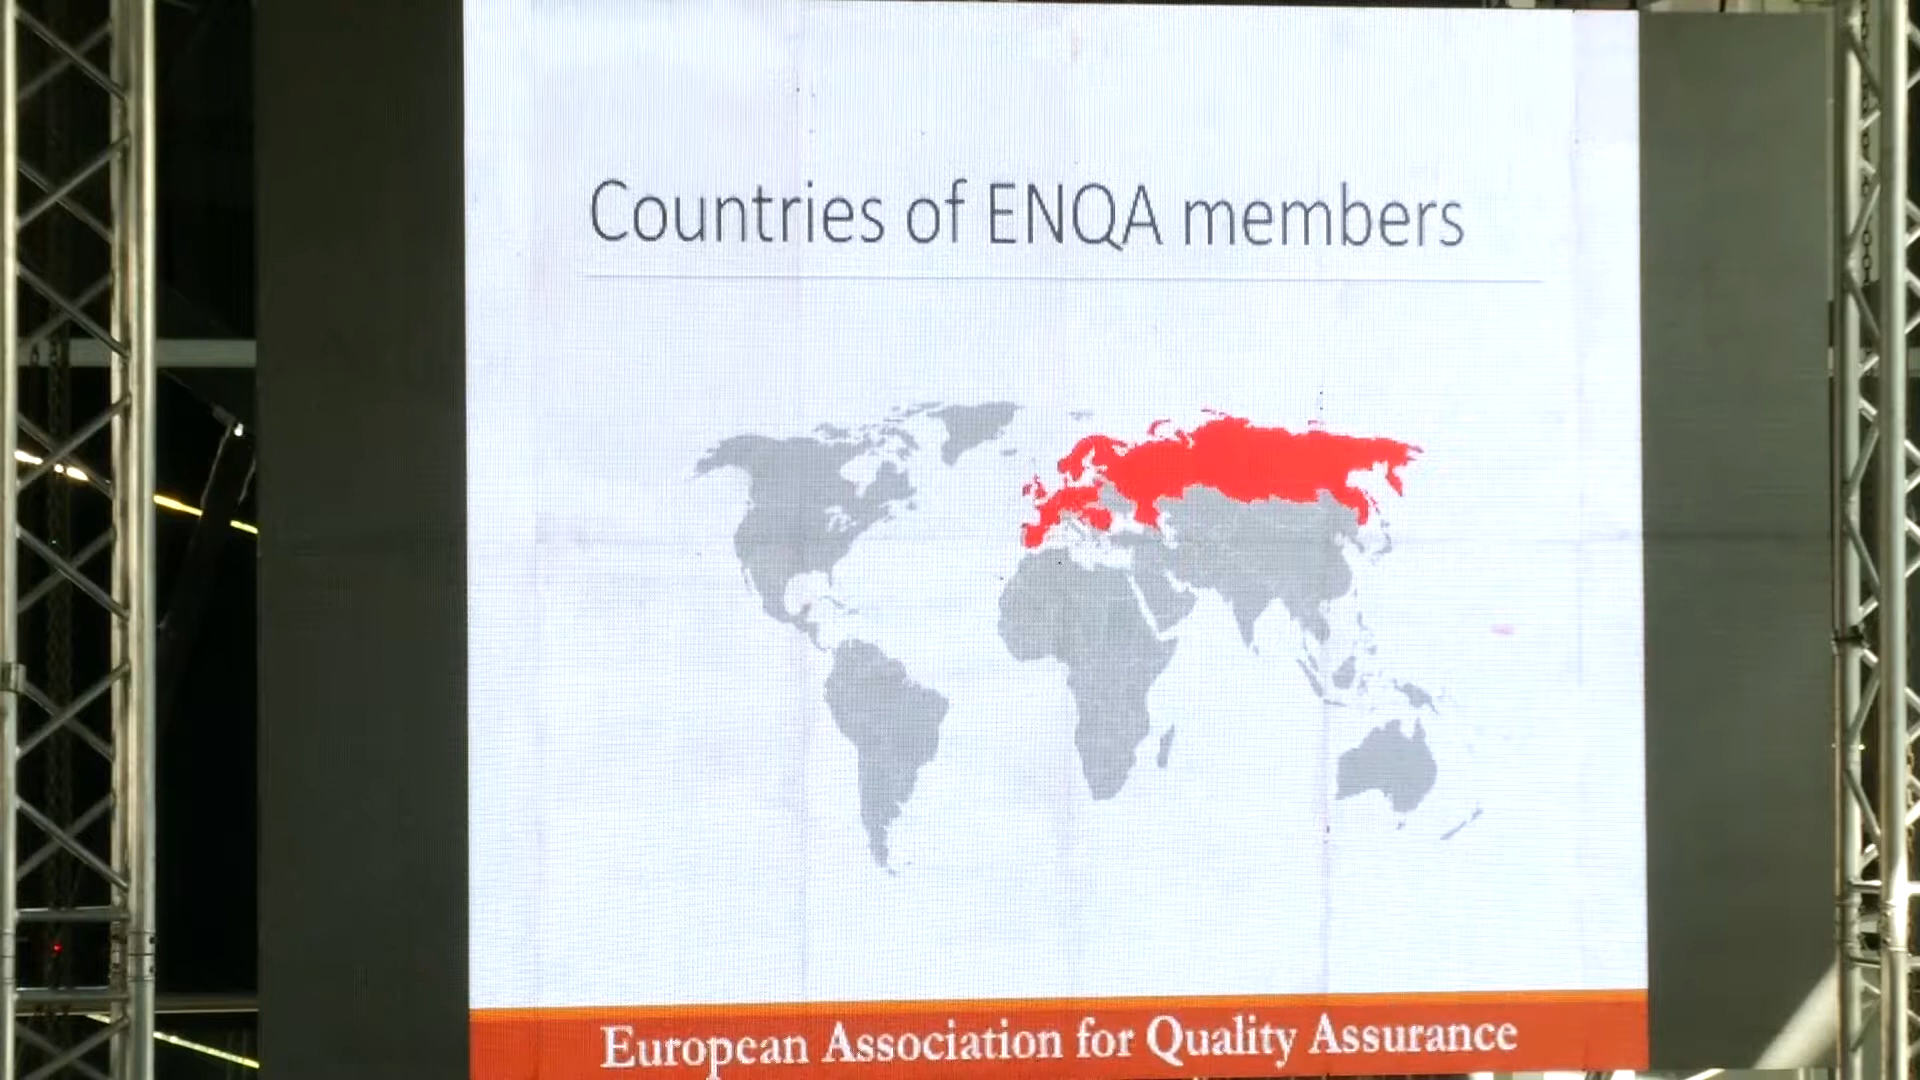 Countries of ENQA members
European Association for Quality Assurance